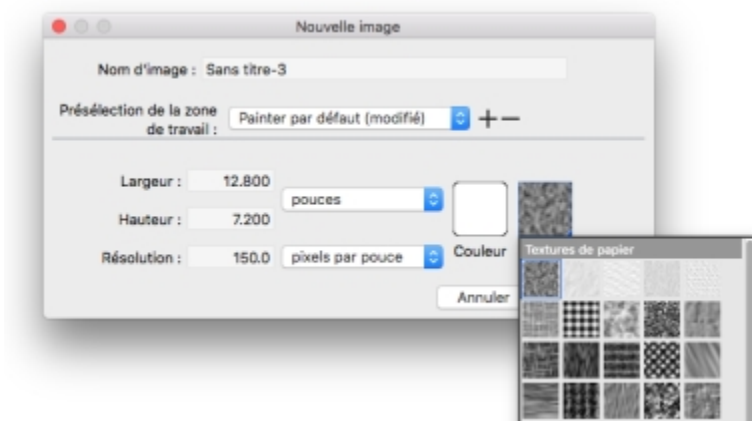 Nouvelle image
Nom d'image : Sans titre-3
Présélection de la zone
de travail : Painter par défaut (modifié)
Largeur : 12.800
pouces
Hauteur : 7.200
Résolution : 150.0 pixels par pouce
Couleur
Textures de papier
Annuler